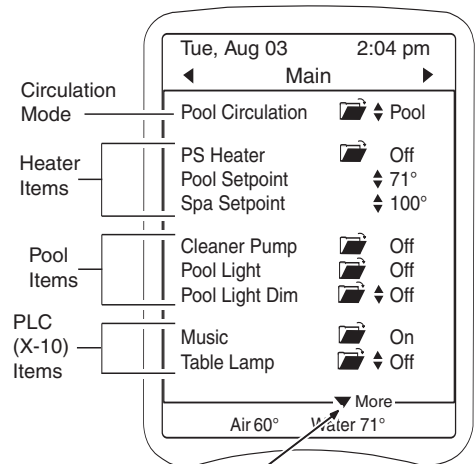 Tue, Aug 03 2:04 pm
Main
Circulation Mode
Pool Circulation Pool
Heater Items
PS Heater Off
Pool Setpoint 71°
Spa Setpoint 100°
Pool Items
Cleaner Pump Off
Pool Light Off
Pool Light Dim Off
PLC (X-10) Items
Music On
Table Lamp Off
More
Air 60° Water 71°